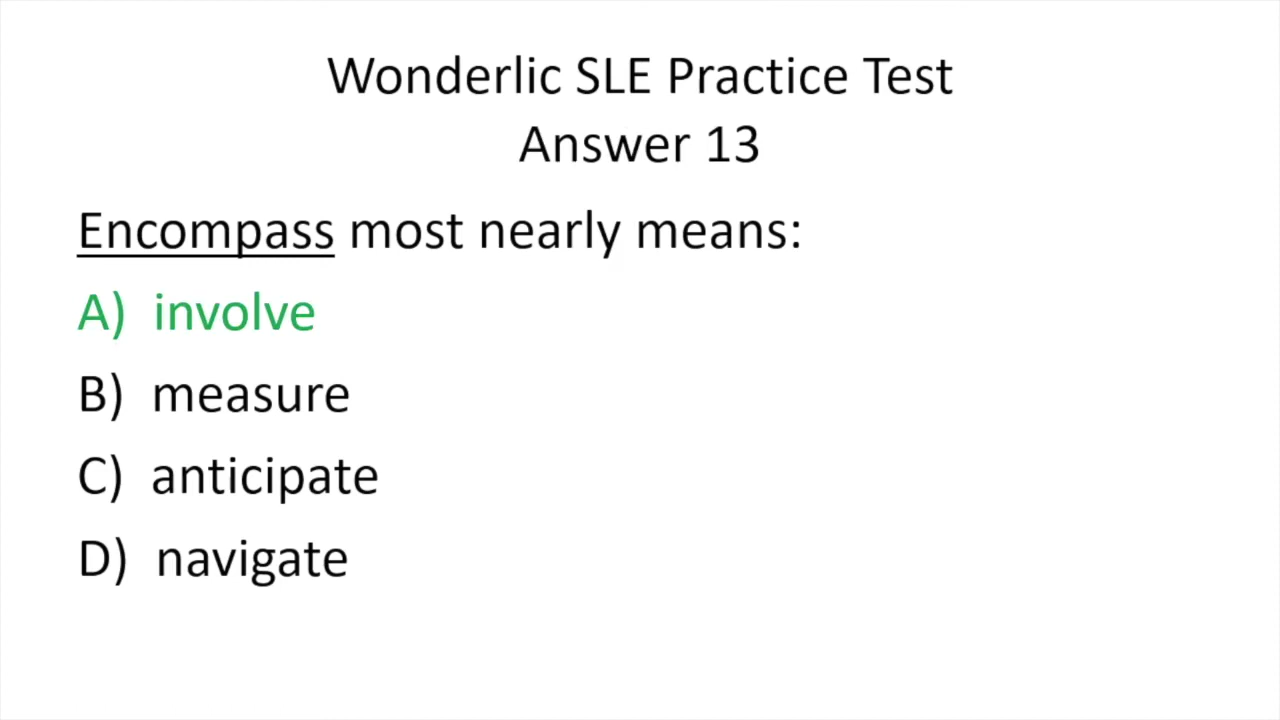 Wonderlic SLE Practice Test
Answer 13
Encompass most nearly means:
A) involve
B) measure
C) anticipate
D) navigate